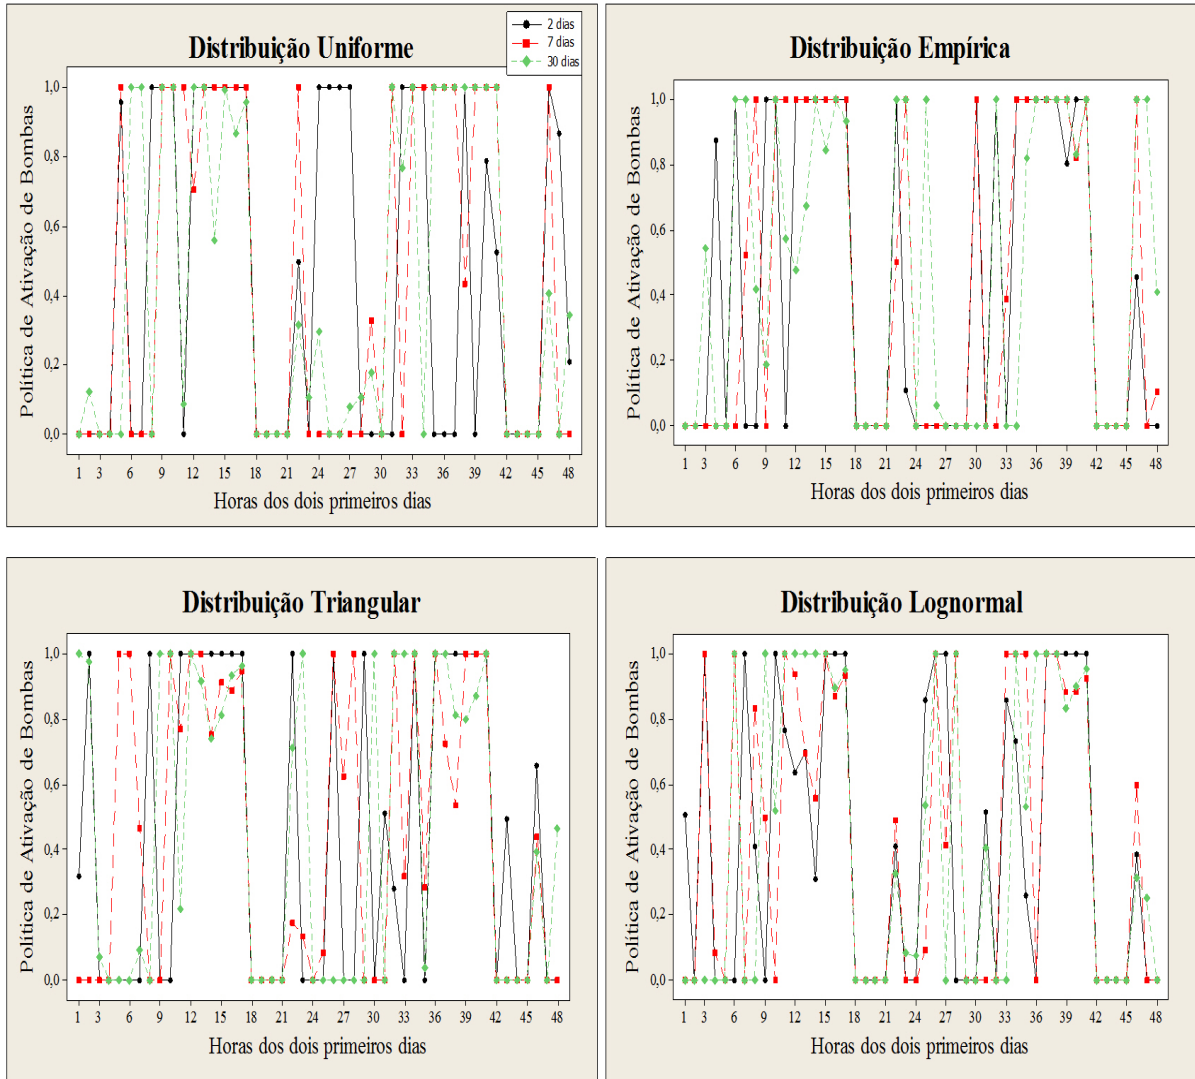 Distribuição Uniforme
2 dias
7 dias
30 dias
Política de Ativação de Bombas
1,0
0,8
0,6
0,4
0,2
0,0
1 3 6 9 12 15 18 21 24 27 30 33 36 39 42 45 48
Horas dos dois primeiros dias
Distribuição Empírica
Política de Ativação de Bombas
1,0
0,8
0,6
0,4
0,2
0,0
1 3 6 9 12 15 18 21 24 27 30 33 36 39 42 45 48
Horas dos dois primeiros dias
Distribuição Triangular
Política de Ativação de Bombas
1,0
0,8
0,6
0,4
0,2
0,0
1 3 6 9 12 15 18 21 24 27 30 33 36 39 42 45 48
Horas dos dois primeiros dias
Distribuição Lognormal
Política de Ativação de Bombas
1,0
0,8
0,6
0,4
0,2
0,0
1 3 6 9 12 15 18 21 24 27 30 33 36 39 42 45 48
Horas dos dois primeiros dias